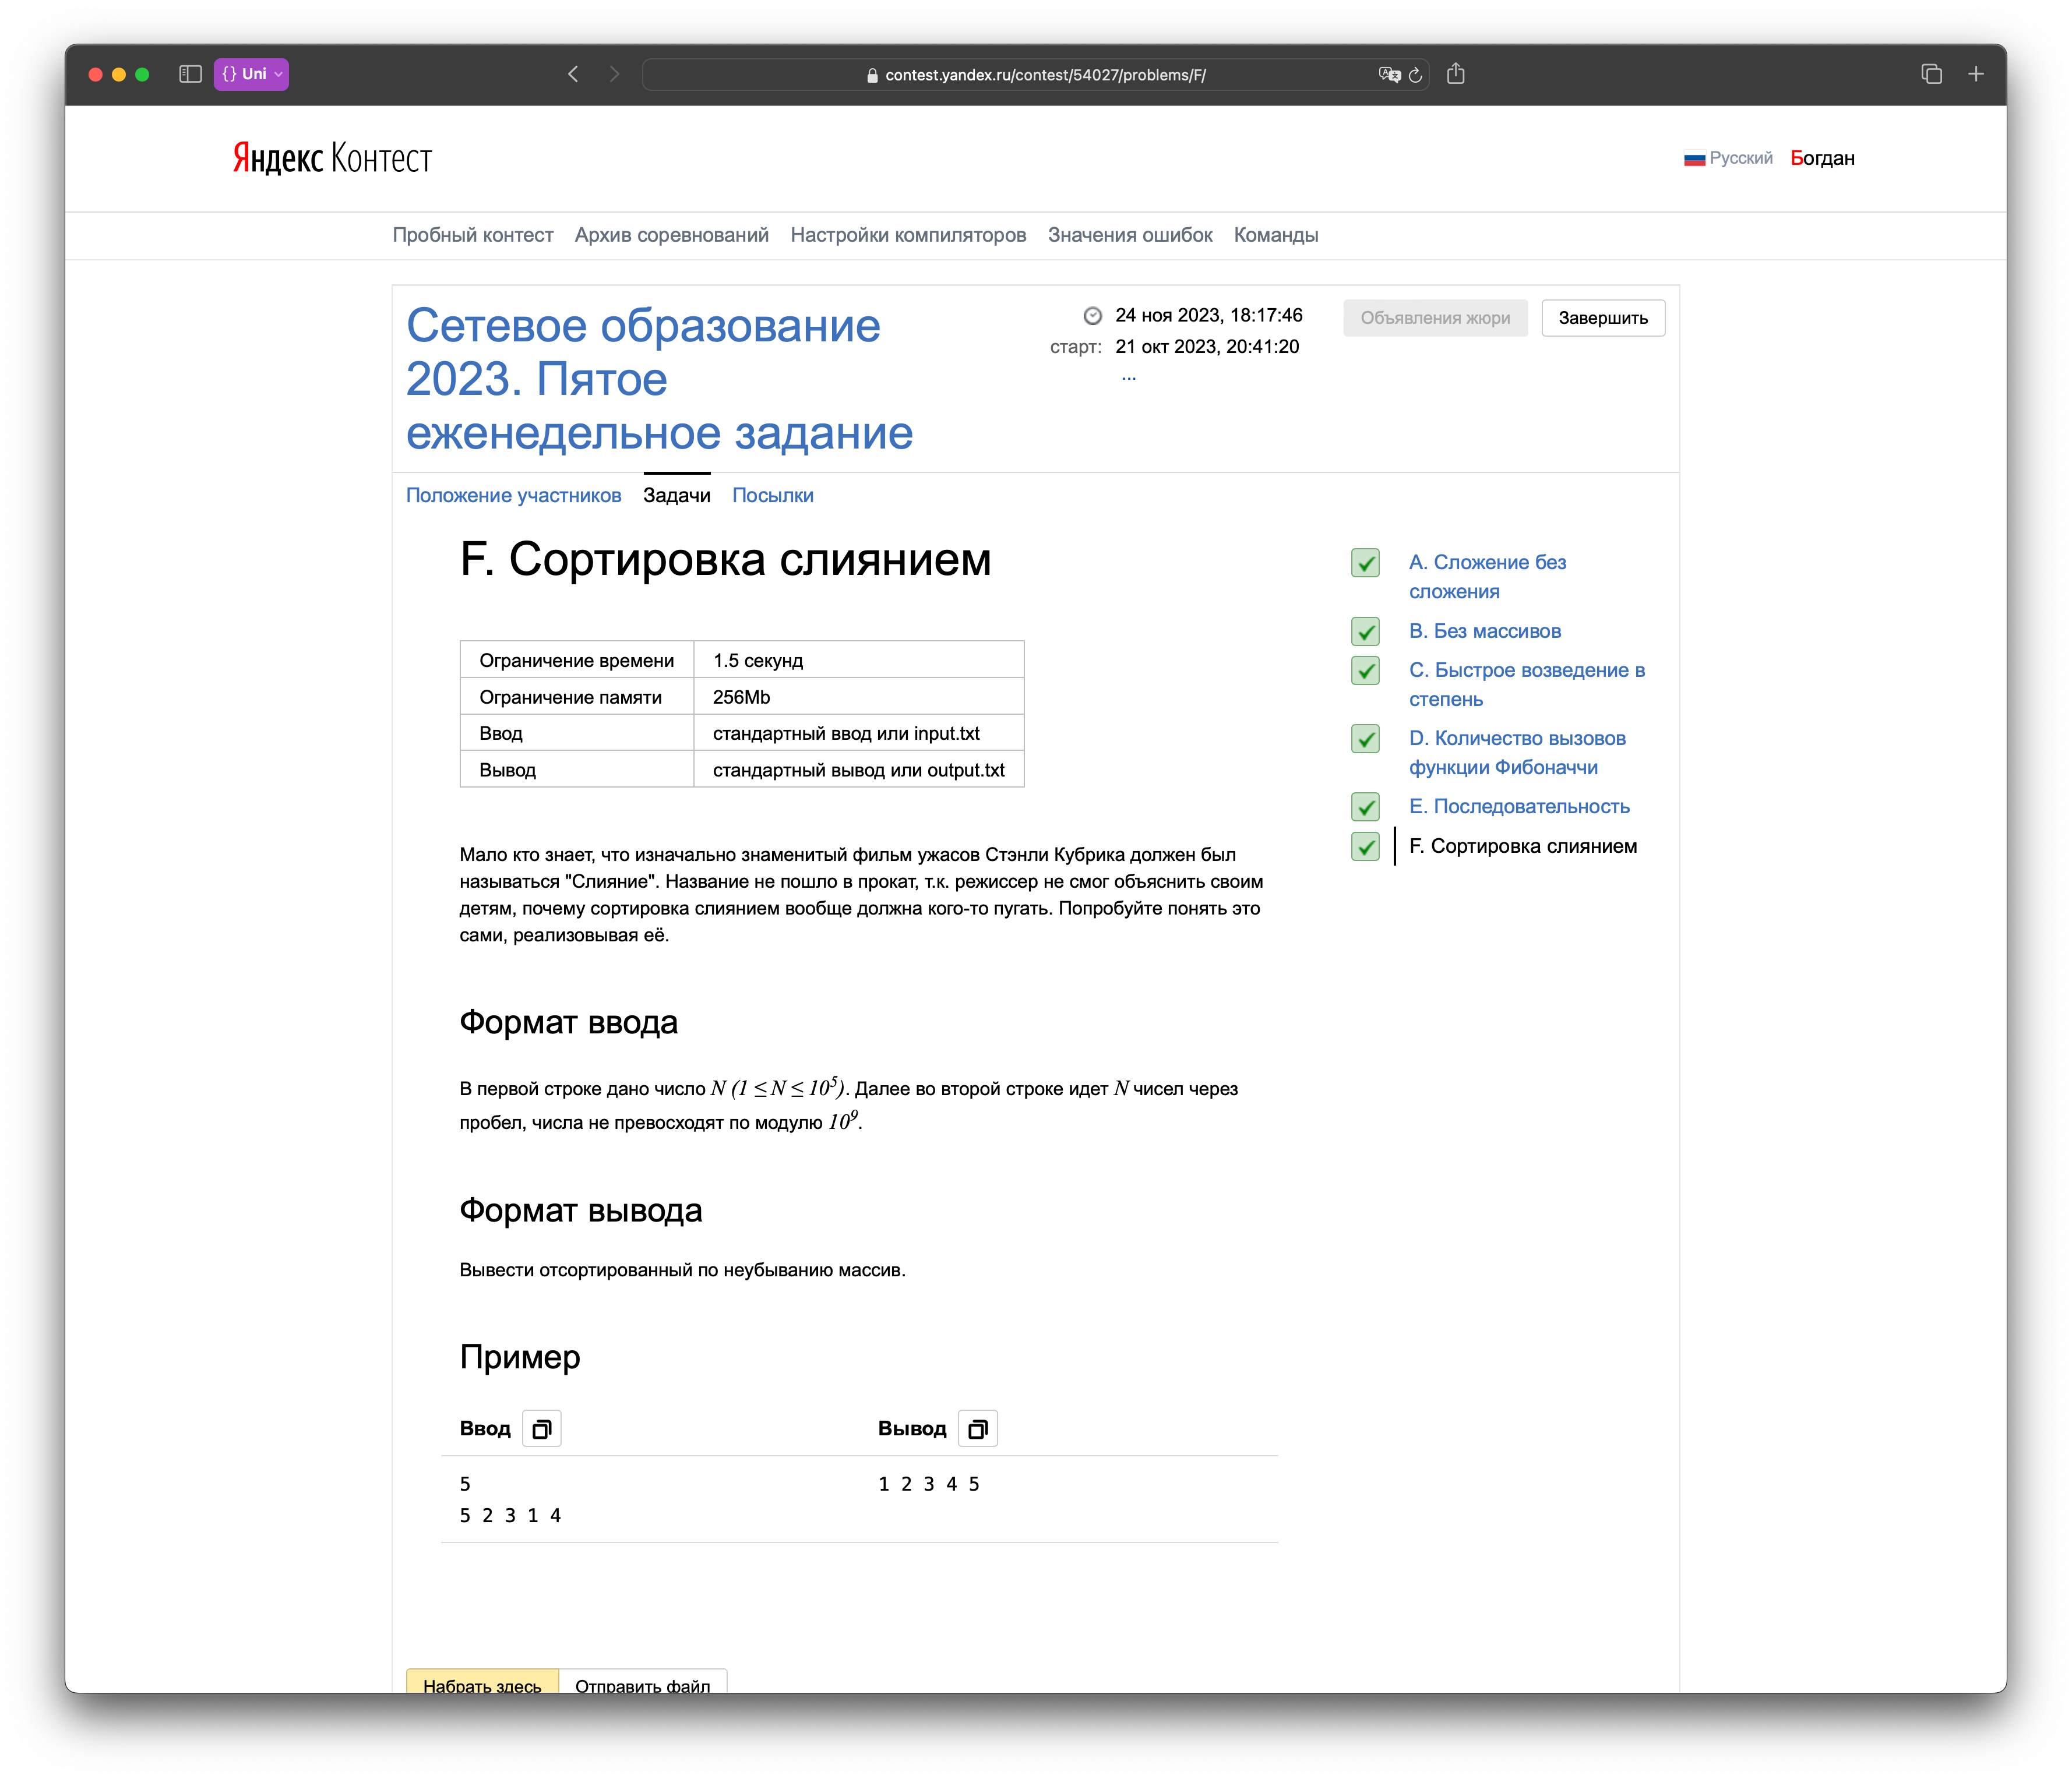 {} Uni
contest.yandex.ru/contest/54027/problems/F/
Яндекс Контест
Русский Богдан
Пробный контест Архив соревнований Настройки компиляторов Значения ошибок Команды
Сетевое образование
2023. Пятое
еженедельное задание
24 ноя 2023, 18:17:46
старт: 21 окт 2023, 20:41:20
...
Объявления жюри Завершить
Положение участников Задачи Посылки
F. Сортировка слиянием
Ограничение времени 1.5 секунд
Ограничение памяти 256Mb
Ввод стандартный ввод или input.txt
Вывод стандартный вывод или output.txt
Мало кто знает, что изначально знаменитый фильм ужасов Стэнли Кубрика должен был
называться "Слияние". Название не пошло в прокат, т.к. режиссер не смог объяснить своим
детям, почему сортировка слиянием вообще должна кого-то пугать. Попробуйте понять это
сами, реализовывая её.
Формат ввода
В первой строке дано число N (1 ≤ N ≤ 10⁵). Далее во второй строке идет N чисел через
пробел, числа не превосходят по модулю 10⁹.
Формат вывода
Вывести отсортированный по неубыванию массив.
Пример
Ввод Вывод
5 1 2 3 4 5
5 2 3 1 4
Набрать здесь Отправить файл
A. Сложение без
сложения
B. Без массивов
C. Быстрое возведение в
степень
D. Количество вызовов
функции Фибоначчи
E. Последовательность
F. Сортировка слиянием